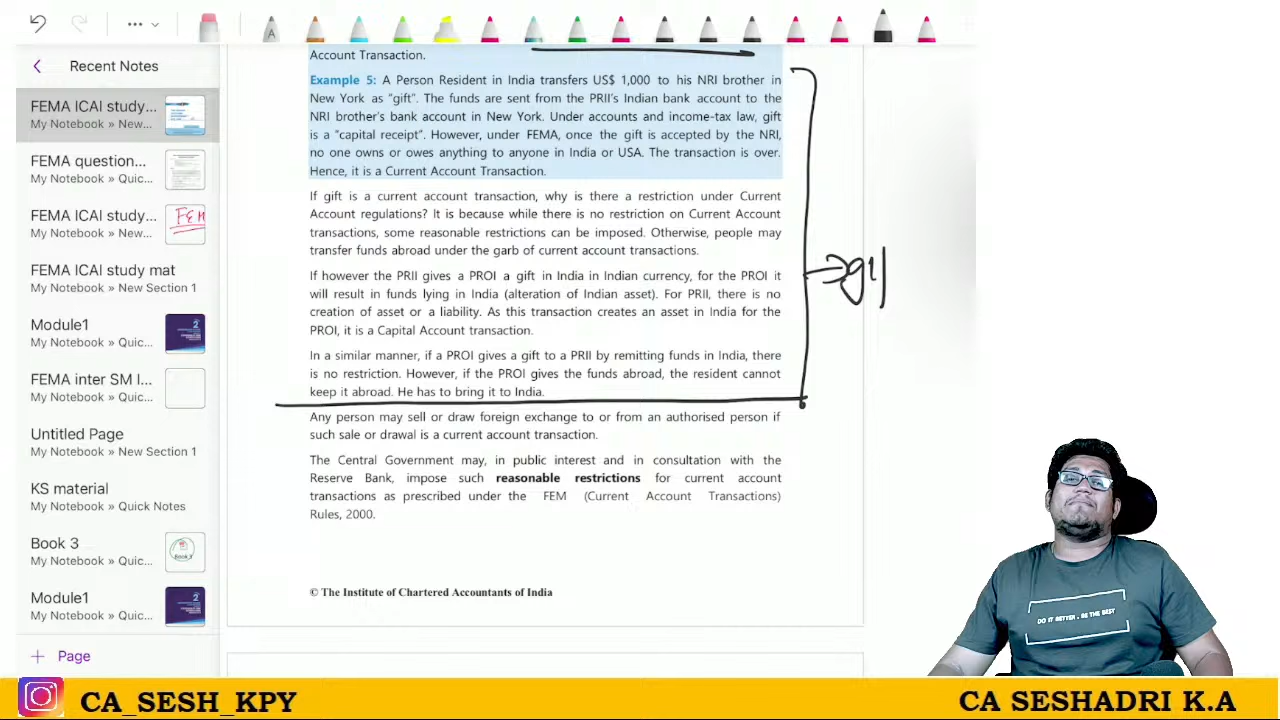 Recent Notes
FEMA ICAI study...
My Notebook » New...
FEMA question...
My Notebook » Quic...
FEMA ICAI study...
My Notebook » New...
FEM
FEMA ICAI study mat
My Notebook » New Section 1
Module1
My Notebook » Quic...
2
FEMA inter SM I...
My Notebook » Quic...
Untitled Page
My Notebook » New Section 1
KS material
My Notebook » Quick Notes
Book 3
My Notebook » Quic...
Book 3
Module1
My Notebook » Quic...
2
+ Page
A
Account Transaction.
Example 5: A Person Resident in India transfers US$ 1,000 to his NRI brother in
New York as "gift". The funds are sent from the PRII's Indian bank account to the
NRI brother's bank account in New York. Under accounts and income-tax law, gift
is a "capital receipt". However, under FEMA, once the gift is accepted by the NRI,
no one owns or owes anything to anyone in India or USA. The transaction is over.
Hence, it is a Current Account Transaction.
If gift is a current account transaction, why is there a restriction under Current
Account regulations? It is because while there is no restriction on Current Account
transactions, some reasonable restrictions can be imposed. Otherwise, people may
transfer funds abroad under the garb of current account transactions.
If however the PRII gives a PROI a gift in India in Indian currency, for the PROI it
will result in funds lying in India (alteration of Indian asset). For PRII, there is no
creation of asset or a liability. As this transaction creates an asset in India for the
PROI, it is a Capital Account transaction.
In a similar manner, if a PROI gives a gift to a PRII by remitting funds in India, there
is no restriction. However, if the PROI gives the funds abroad, the resident cannot
keep it abroad. He has to bring it to India.
Any person may sell or draw foreign exchange to or from an authorised person if
such sale or drawal is a current account transaction.
The Central Government may, in public interest and in consultation with the
Reserve Bank, impose such reasonable restrictions for current account
transactions as prescribed under the FEM (Current Account Transactions)
Rules, 2000.
© The Institute of Chartered Accountants of India
DO IT BETTER . BE THE BEST
CA_SESH_KPY
CA SESHADRI K.A